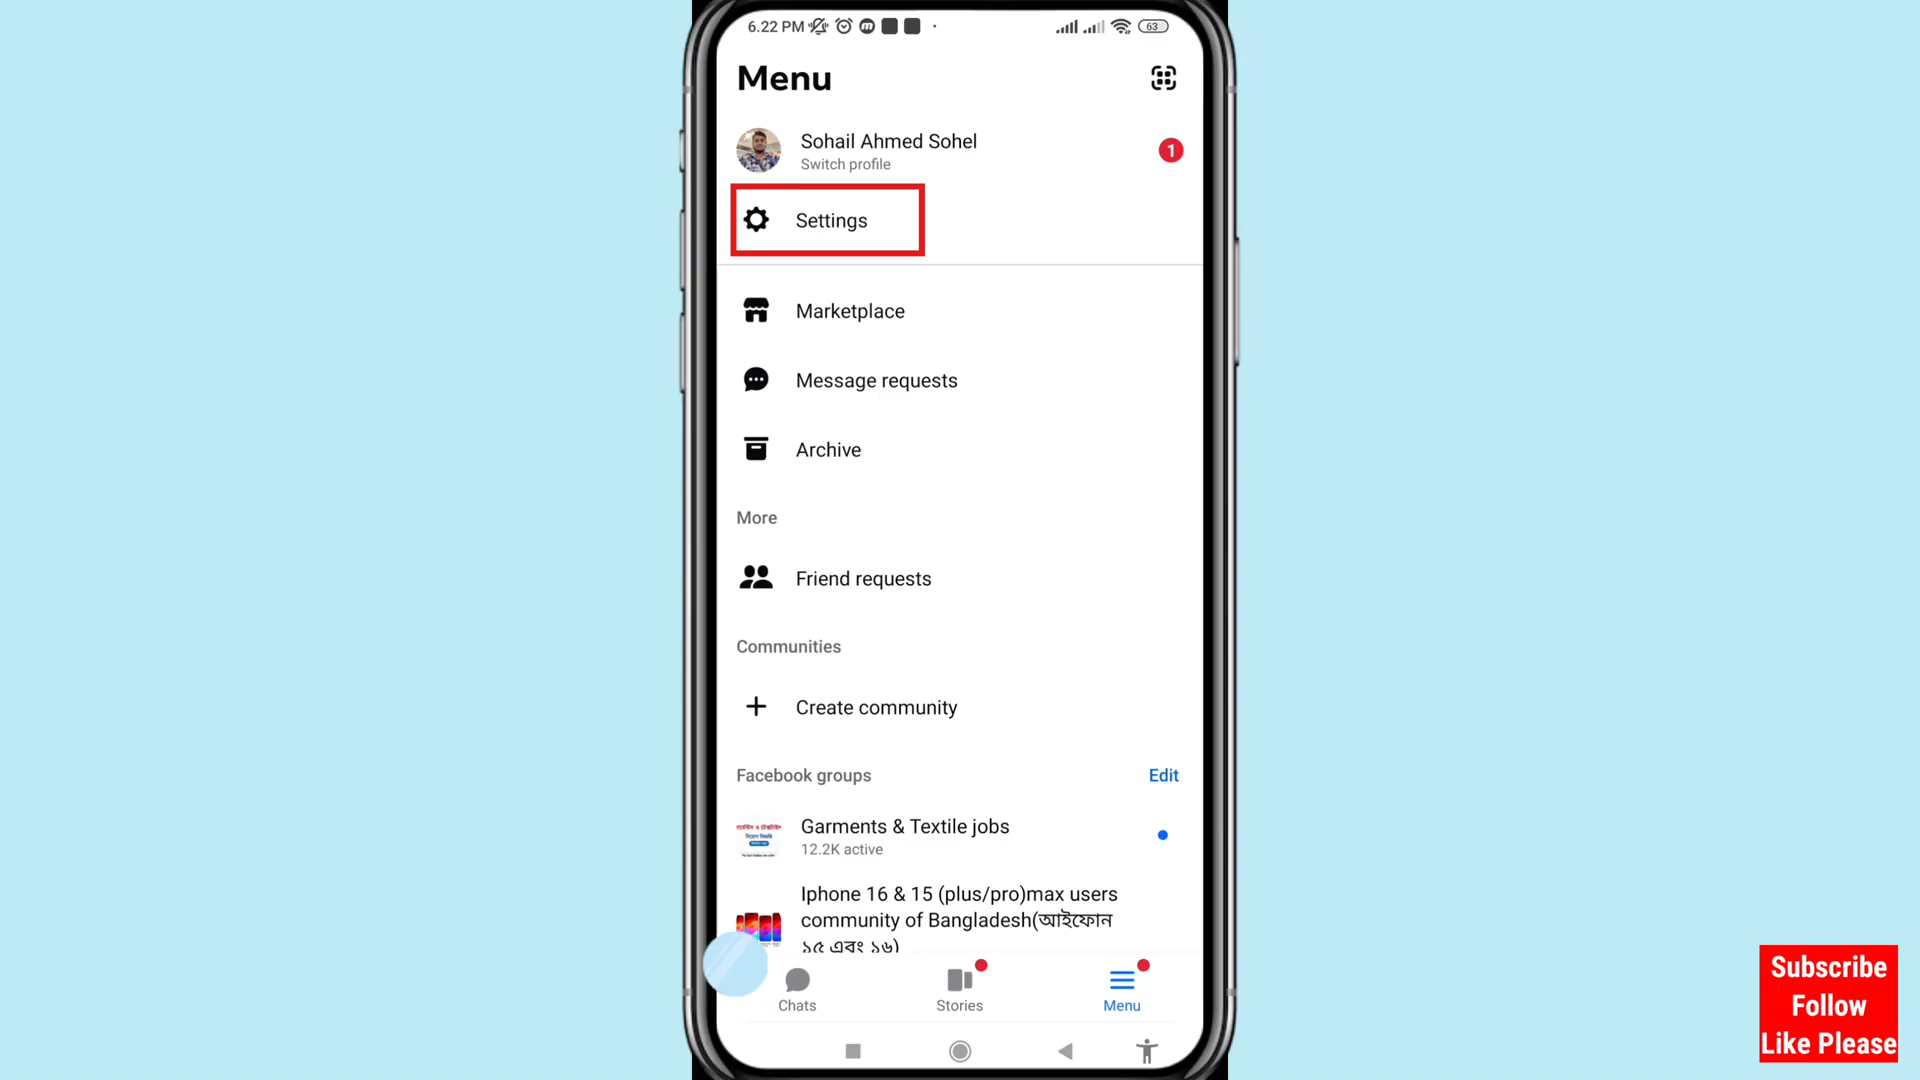 6.22 PM
63
Menu
Sohail Ahmed Sohel
Switch profile
1
Settings
Marketplace
Message requests
Archive
More
Friend requests
Communities
Create community
Facebook groups
Edit
Garments & Textile jobs
12.2K active
Iphone 16 & 15 (plus/pro)max users
community of Bangladesh(আইফোন
১৫ এবং ১৬)
Chats
Stories
Menu
Subscribe
Follow
Like Please